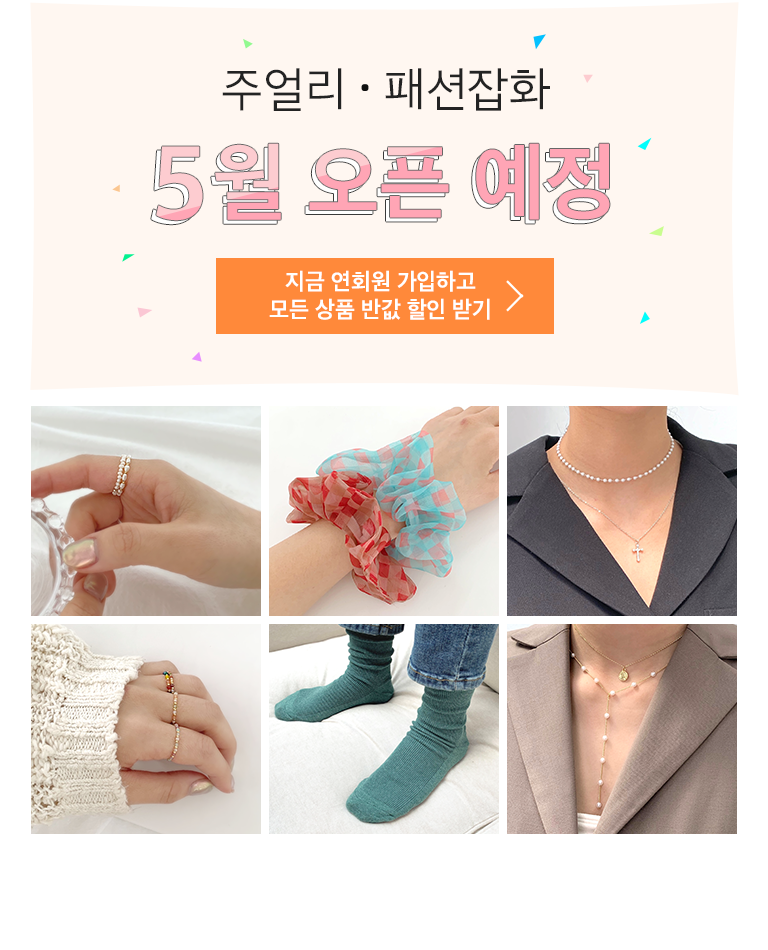 주얼리 · 패션잡화
5월 오픈 예정
지금 연회원 가입하고
모든 상품 반값 할인 받기